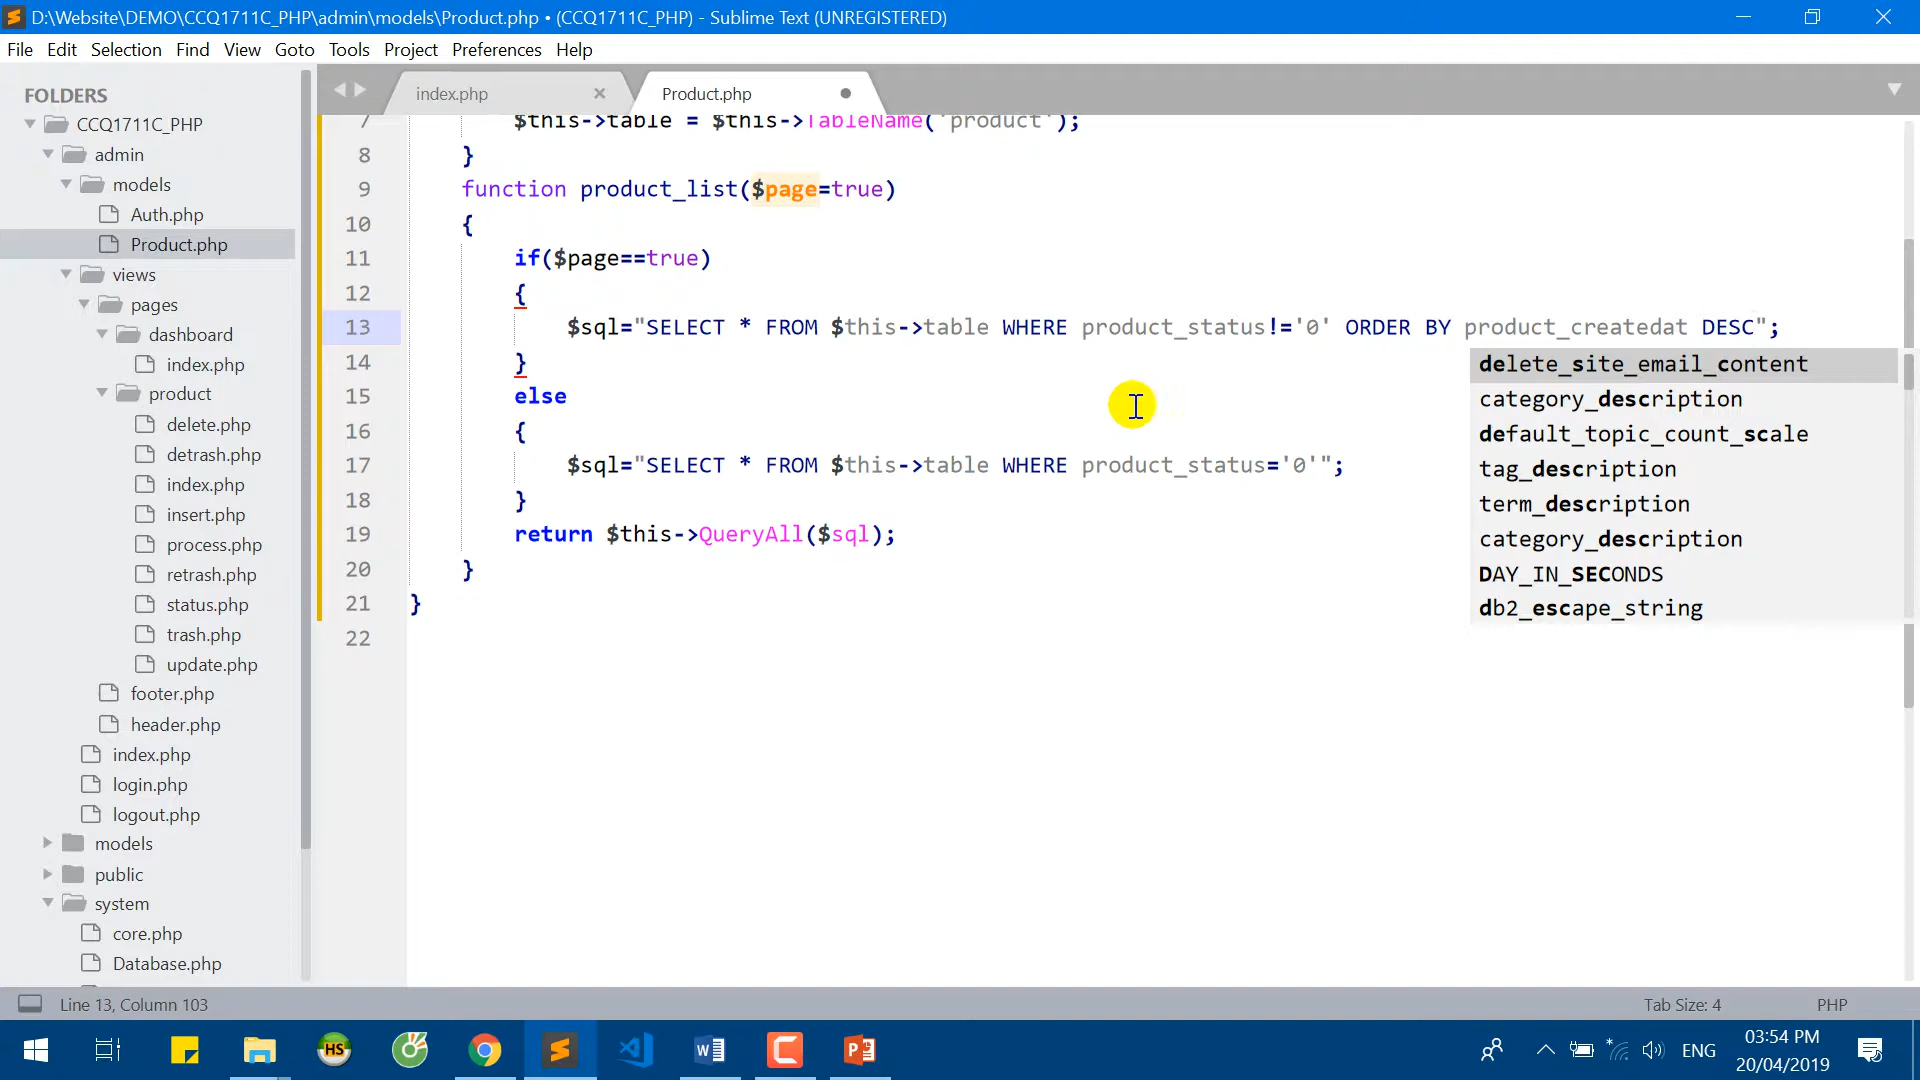 D:\Website\DEMO\CCQ1711C_PHP\admin\models\Product.php • (CCQ1711C_PHP) - Sublime Text (UNREGISTERED)
File Edit Selection Find View Goto Tools Project Preferences Help
FOLDERS
CCQ1711C_PHP
admin
models
Auth.php
Product.php
views
pages
dashboard
index.php
product
delete.php
detrash.php
index.php
insert.php
process.php
retrash.php
status.php
trash.php
update.php
footer.php
header.php
index.php
login.php
logout.php
models
public
system
core.php
Database.php
index.php
Product.php
7 $this->table = $this->TableName('product');
8 }
9 function product_list($page=true)
10 {
11 if($page==true)
12 {
13 $sql="SELECT * FROM $this->table WHERE product_status!='0' ORDER BY product_createdat DESC";
14 }
15 else
16 {
17 $sql="SELECT * FROM $this->table WHERE product_status='0'";
18 }
19 return $this->QueryAll($sql);
20 }
21 }
22
delete_site_email_content
category_description
default_topic_count_scale
tag_description
term_description
category_description
DAY_IN_SECONDS
db2_escape_string
Line 13, Column 103
Tab Size: 4
PHP
HS
ENG
03:54 PM
20/04/2019